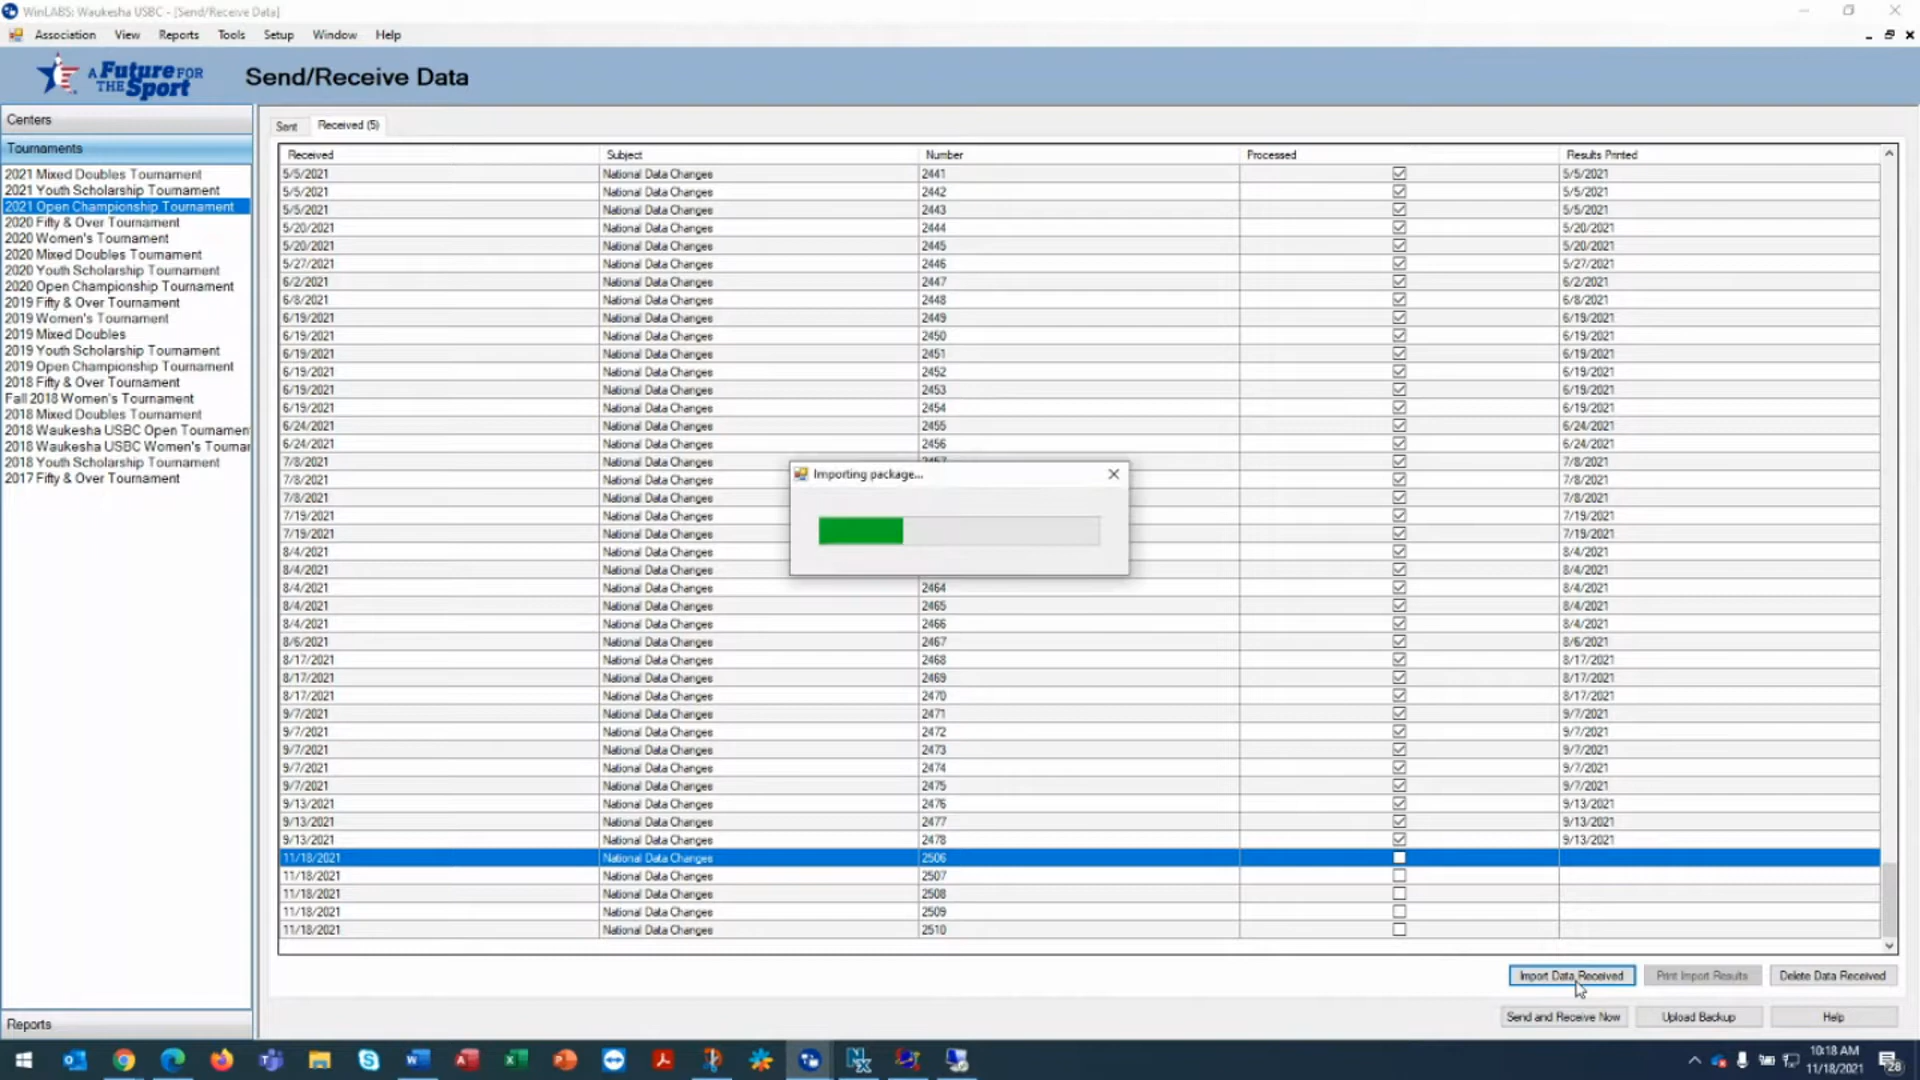 WinLABS: Waukesha USBC - [Send/Receive Data]
Association View Reports Tools Setup Window Help
A Future FOR THE Sport
Send/Receive Data
Centers
Tournaments
2021 Mixed Doubles Tournament
2021 Youth Scholarship Tournament
2021 Open Championship Tournament
2020 Fifty & Over Tournament
2020 Women's Tournament
2020 Mixed Doubles Tournament
2020 Youth Scholarship Tournament
2020 Open Championship Tournament
2019 Fifty & Over Tournament
2019 Women's Tournament
2019 Mixed Doubles
2019 Youth Scholarship Tournament
2019 Open Championship Tournament
2018 Fifty & Over Tournament
Fall 2018 Women's Tournament
2018 Mixed Doubles Tournament
2018 Waukesha USBC Open Tournamen
2018 Waukesha USBC Women's Tournar
2018 Youth Scholarship Tournament
2017 Fifty & Over Tournament
Reports
Sent Received (5)
Received Subject Number Processed Results Printed
5/5/2021 National Data Changes 2441 5/5/2021
5/5/2021 National Data Changes 2442 5/5/2021
5/5/2021 National Data Changes 2443 5/5/2021
5/20/2021 National Data Changes 2444 5/20/2021
5/20/2021 National Data Changes 2445 5/20/2021
5/27/2021 National Data Changes 2446 5/27/2021
6/2/2021 National Data Changes 2447 6/2/2021
6/8/2021 National Data Changes 2448 6/8/2021
6/19/2021 National Data Changes 2449 6/19/2021
6/19/2021 National Data Changes 2450 6/19/2021
6/19/2021 National Data Changes 2451 6/19/2021
6/19/2021 National Data Changes 2452 6/19/2021
6/19/2021 National Data Changes 2453 6/19/2021
6/19/2021 National Data Changes 2454 6/19/2021
6/24/2021 National Data Changes 2455 6/24/2021
6/24/2021 National Data Changes 2456 6/24/2021
7/8/2021 National Data Changes 2457 7/8/2021
7/8/2021 National Data Changes 7/8/2021
7/8/2021 National Data Changes 7/8/2021
7/19/2021 National Data Changes 7/19/2021
7/19/2021 National Data Changes 7/19/2021
8/4/2021 National Data Changes 8/4/2021
8/4/2021 National Data Changes 8/4/2021
8/4/2021 National Data Changes 2464 8/4/2021
8/4/2021 National Data Changes 2465 8/4/2021
8/4/2021 National Data Changes 2466 8/4/2021
8/6/2021 National Data Changes 2467 8/6/2021
8/17/2021 National Data Changes 2468 8/17/2021
8/17/2021 National Data Changes 2469 8/17/2021
8/17/2021 National Data Changes 2470 8/17/2021
9/7/2021 National Data Changes 2471 9/7/2021
9/7/2021 National Data Changes 2472 9/7/2021
9/7/2021 National Data Changes 2473 9/7/2021
9/7/2021 National Data Changes 2474 9/7/2021
9/7/2021 National Data Changes 2475 9/7/2021
9/13/2021 National Data Changes 2476 9/13/2021
9/13/2021 National Data Changes 2477 9/13/2021
9/13/2021 National Data Changes 2478 9/13/2021
11/18/2021 National Data Changes 2506
11/18/2021 National Data Changes 2507
11/18/2021 National Data Changes 2508
11/18/2021 National Data Changes 2509
11/18/2021 National Data Changes 2510
Importing package...
Import Data Received Print Import Results Delete Data Received
Send and Receive Now Upload Backup Help
10:18 AM
11/18/2021
28